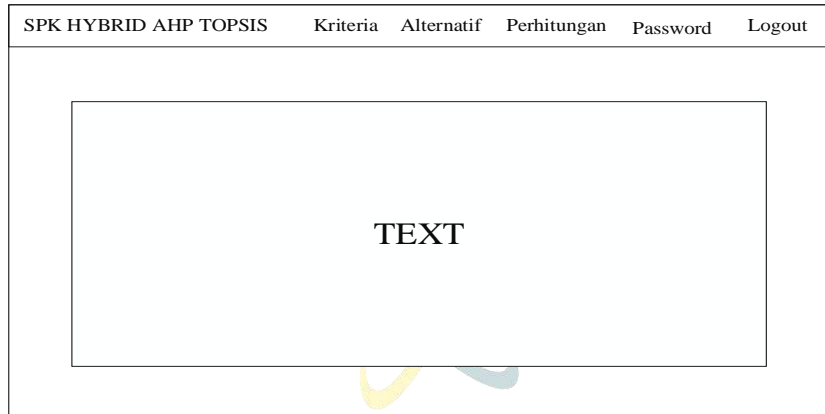 SPK HYBRID AHP TOPSIS Kriteria Alternatif Perhitungan Password Logout
TEXT